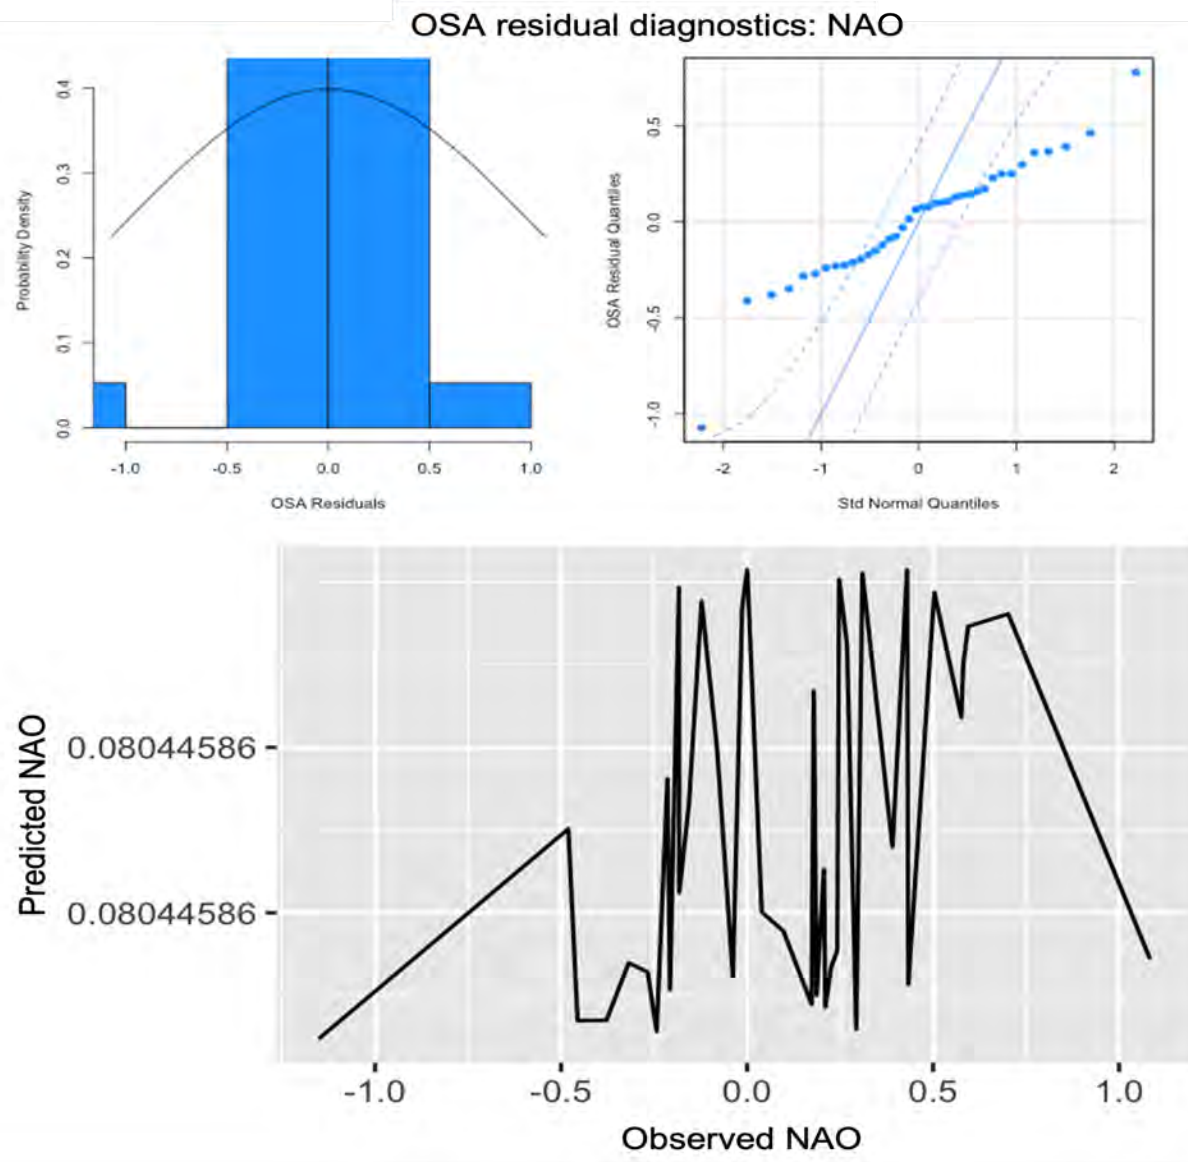 OSA residual diagnostics: NAO
Probability Density
0.4
0.3
0.2
0.1
0.0
-1.0 -0.5 0.0 0.5 1.0
OSA Residuals
OSA Residual Quantiles
0.5
0.0
-0.5
-1.0
-2 -1 0 1 2
Std Normal Quantiles
Predicted NAO
0.08044586
0.08044586
-1.0 -0.5 0.0 0.5 1.0
Observed NAO